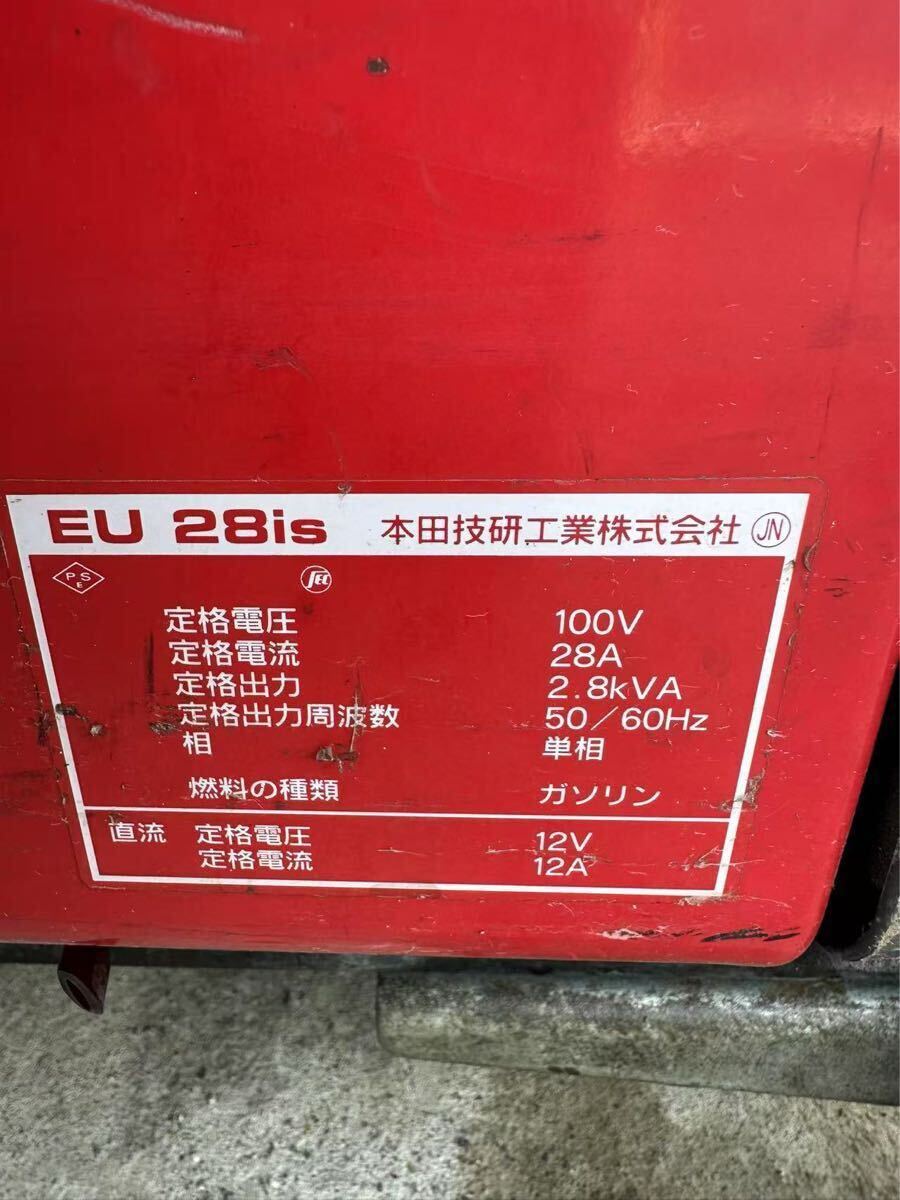 EU 28is 本田技研工業株式会社 JN
PSE JEC
定格電圧 100V
定格電流 28A
定格出力 2.8kVA
定格出力周波数 50/60Hz
相 単相
燃料の種類 ガソリン
直流 定格電圧 12V
定格電流 12A